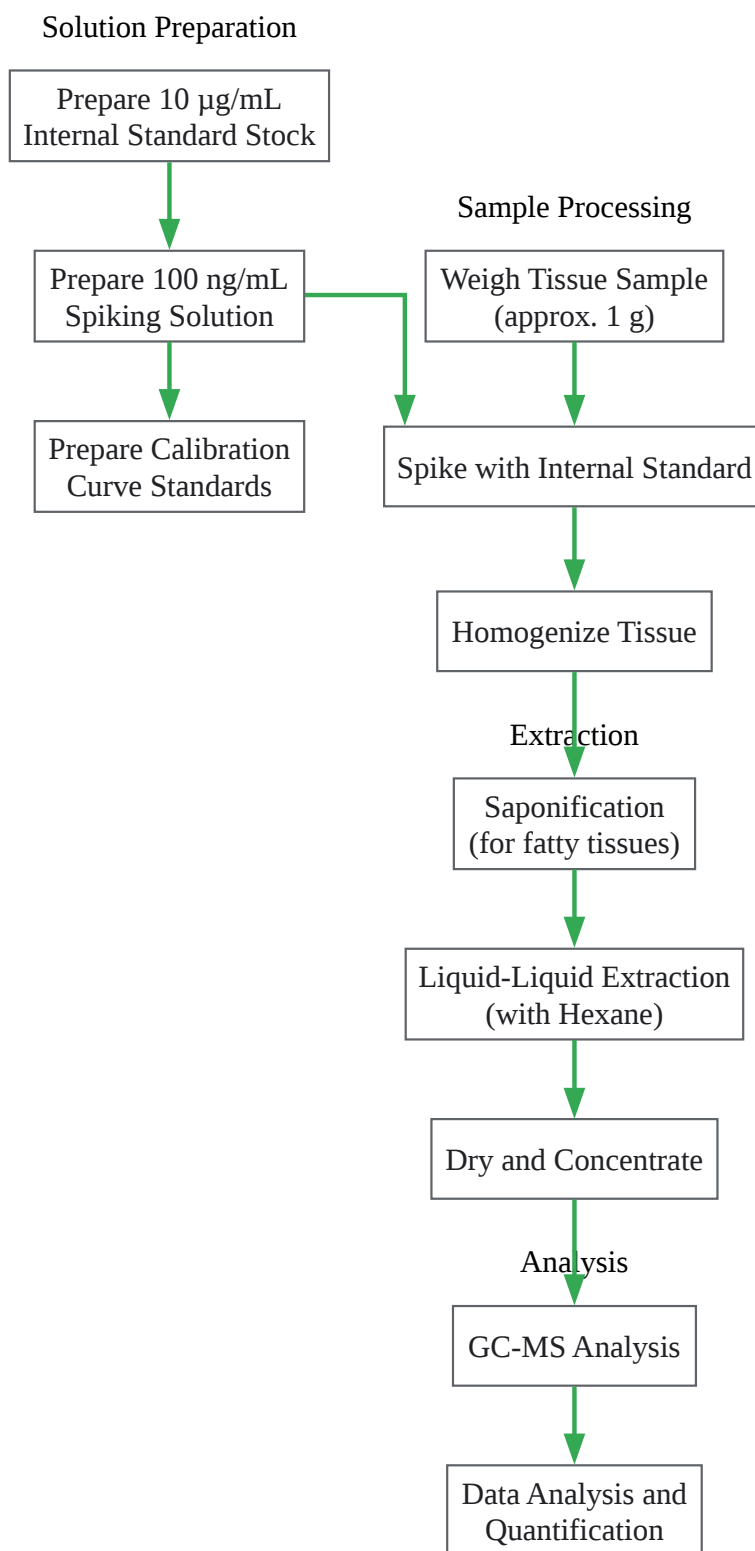 Solution Preparation
Prepare 10 µg/mL
Internal Standard Stock
Sample Processing
Prepare 100 ng/mL
Spiking Solution
Weigh Tissue Sample
(approx. 1 g)
Prepare Calibration
Curve Standards
Spike with Internal Standard
Homogenize Tissue
Extraction
Saponification
(for fatty tissues)
Liquid-Liquid Extraction
(with Hexane)
Dry and Concentrate
Analysis
GC-MS Analysis
Data Analysis and
Quantification